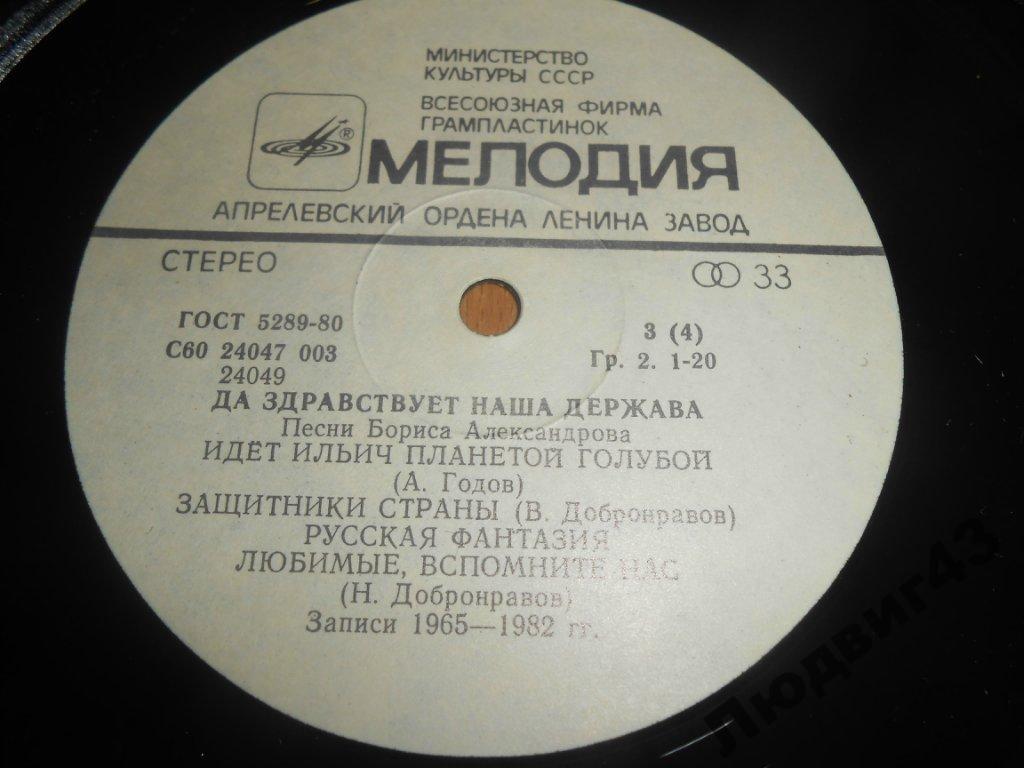 МИНИСТЕРСТВО
КУЛЬТУРЫ СССР
ВСЕСОЮЗНАЯ ФИРМА
ГРАМПЛАСТИНОК
®
МЕЛОДИЯ
АПРЕЛЕВСКИЙ ОРДЕНА ЛЕНИНА ЗАВОД
СТЕРЕО
33
ГОСТ 5289-80
3 (4)
С60 24047 003
Гр. 2. 1-20
24049
ДА ЗДРАВСТВУЕТ НАША ДЕРЖАВА
Песни Бориса Александрова
ИДЕТ ИЛЬИЧ ПЛАНЕТОЙ ГОЛУБОЙ
(А. Годов)
ЗАЩИТНИКИ СТРАНЫ (В. Добронравов)
РУССКАЯ ФАНТАЗИЯ
ЛЮБИМЫЕ, ВСПОМНИТЕ НАС
(Н. Добронравов)
Записи 1965—1982 гг.
Людвиг43